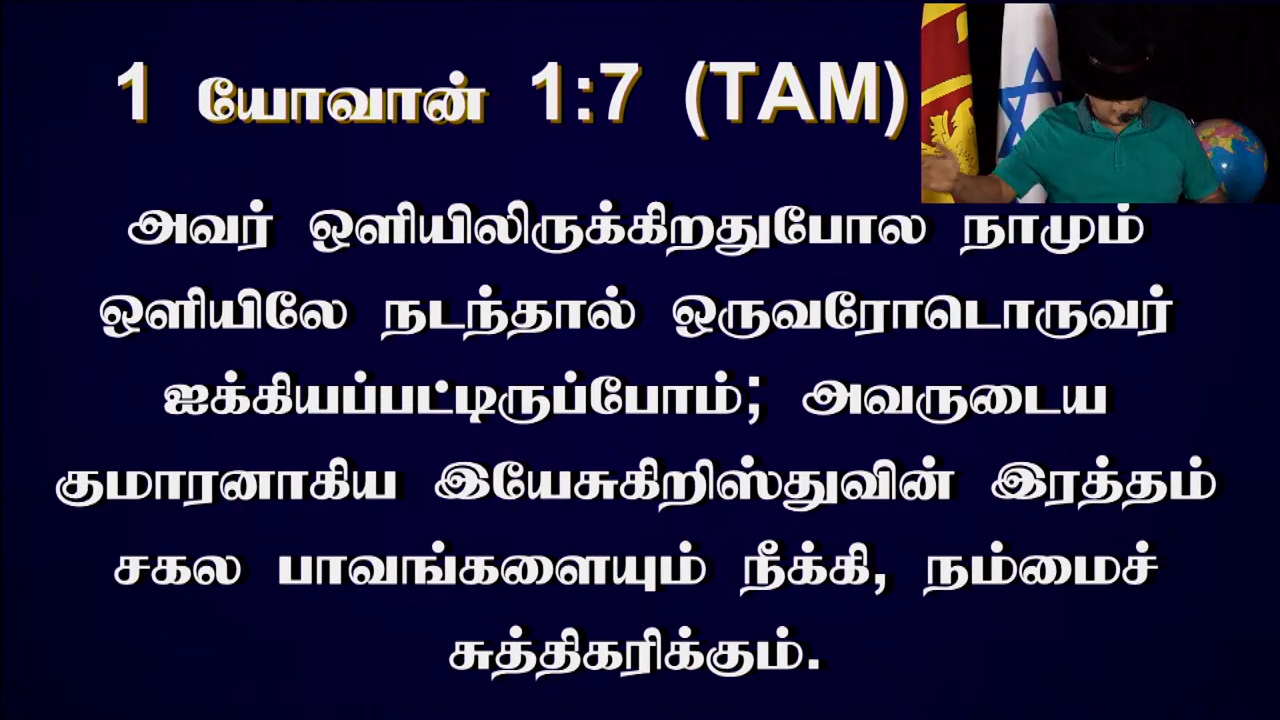 1 யோவான் 1:7 (TAM)
அவர் ஒளியிலிருக்கிறதுபோல நாமும்
ஒளியிலே நடந்தால் ஒருவரோடொருவர்
ஐக்கியப்பட்டிருப்போம்; அவருடைய
குமாரனாகிய இயேசுகிறிஸ்துவின் இரத்தம்
சகல பாவங்களையும் நீக்கி, நம்மைச்
சுத்திகரிக்கும்.